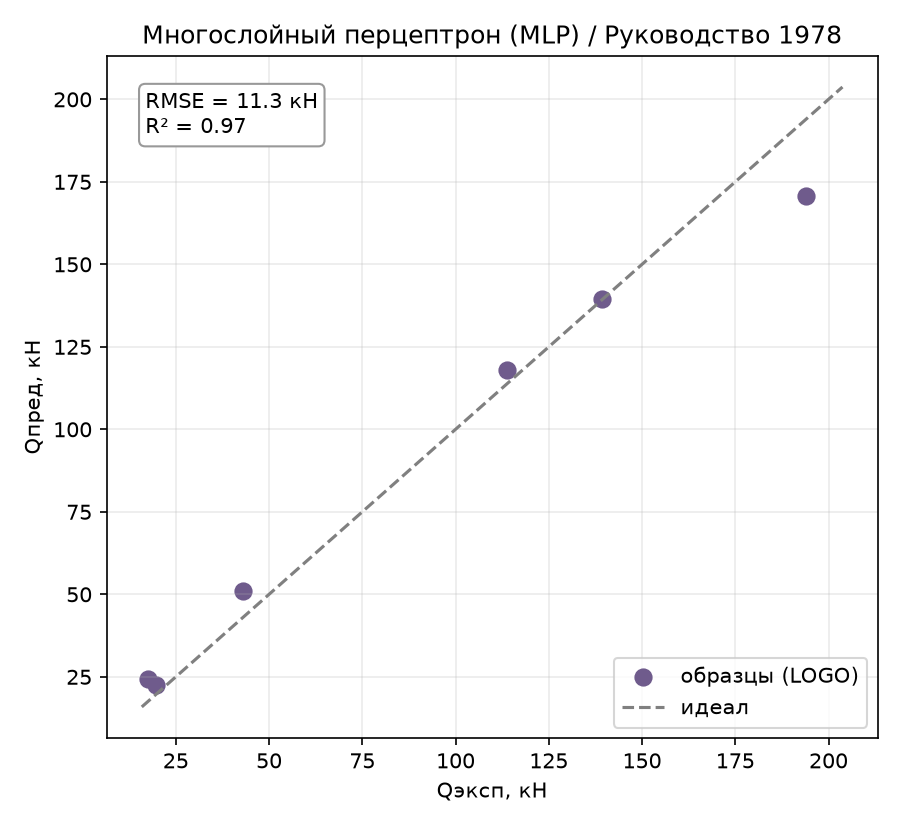 Многослойный перцептрон (MLP) / Руководство 1978
RMSE = 11.3 кН
R² = 0.97
200
175
150
125
100
75
50
25
Qпред, кН
образцы (LOGO)
идеал
25 50 75 100 125 150 175 200
Qэксп, кН